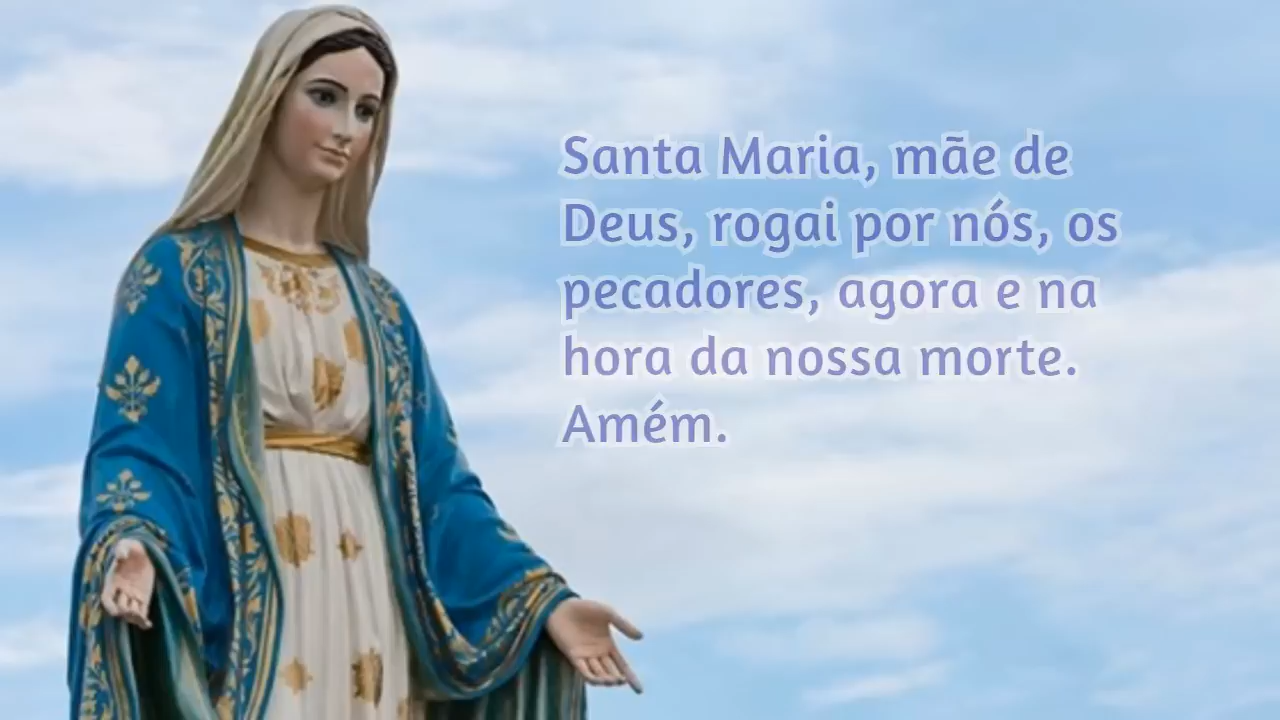 Santa Maria, mãe de
Deus, rogai por nós, os
pecadores, agora e na
hora da nossa morte.
Amém.